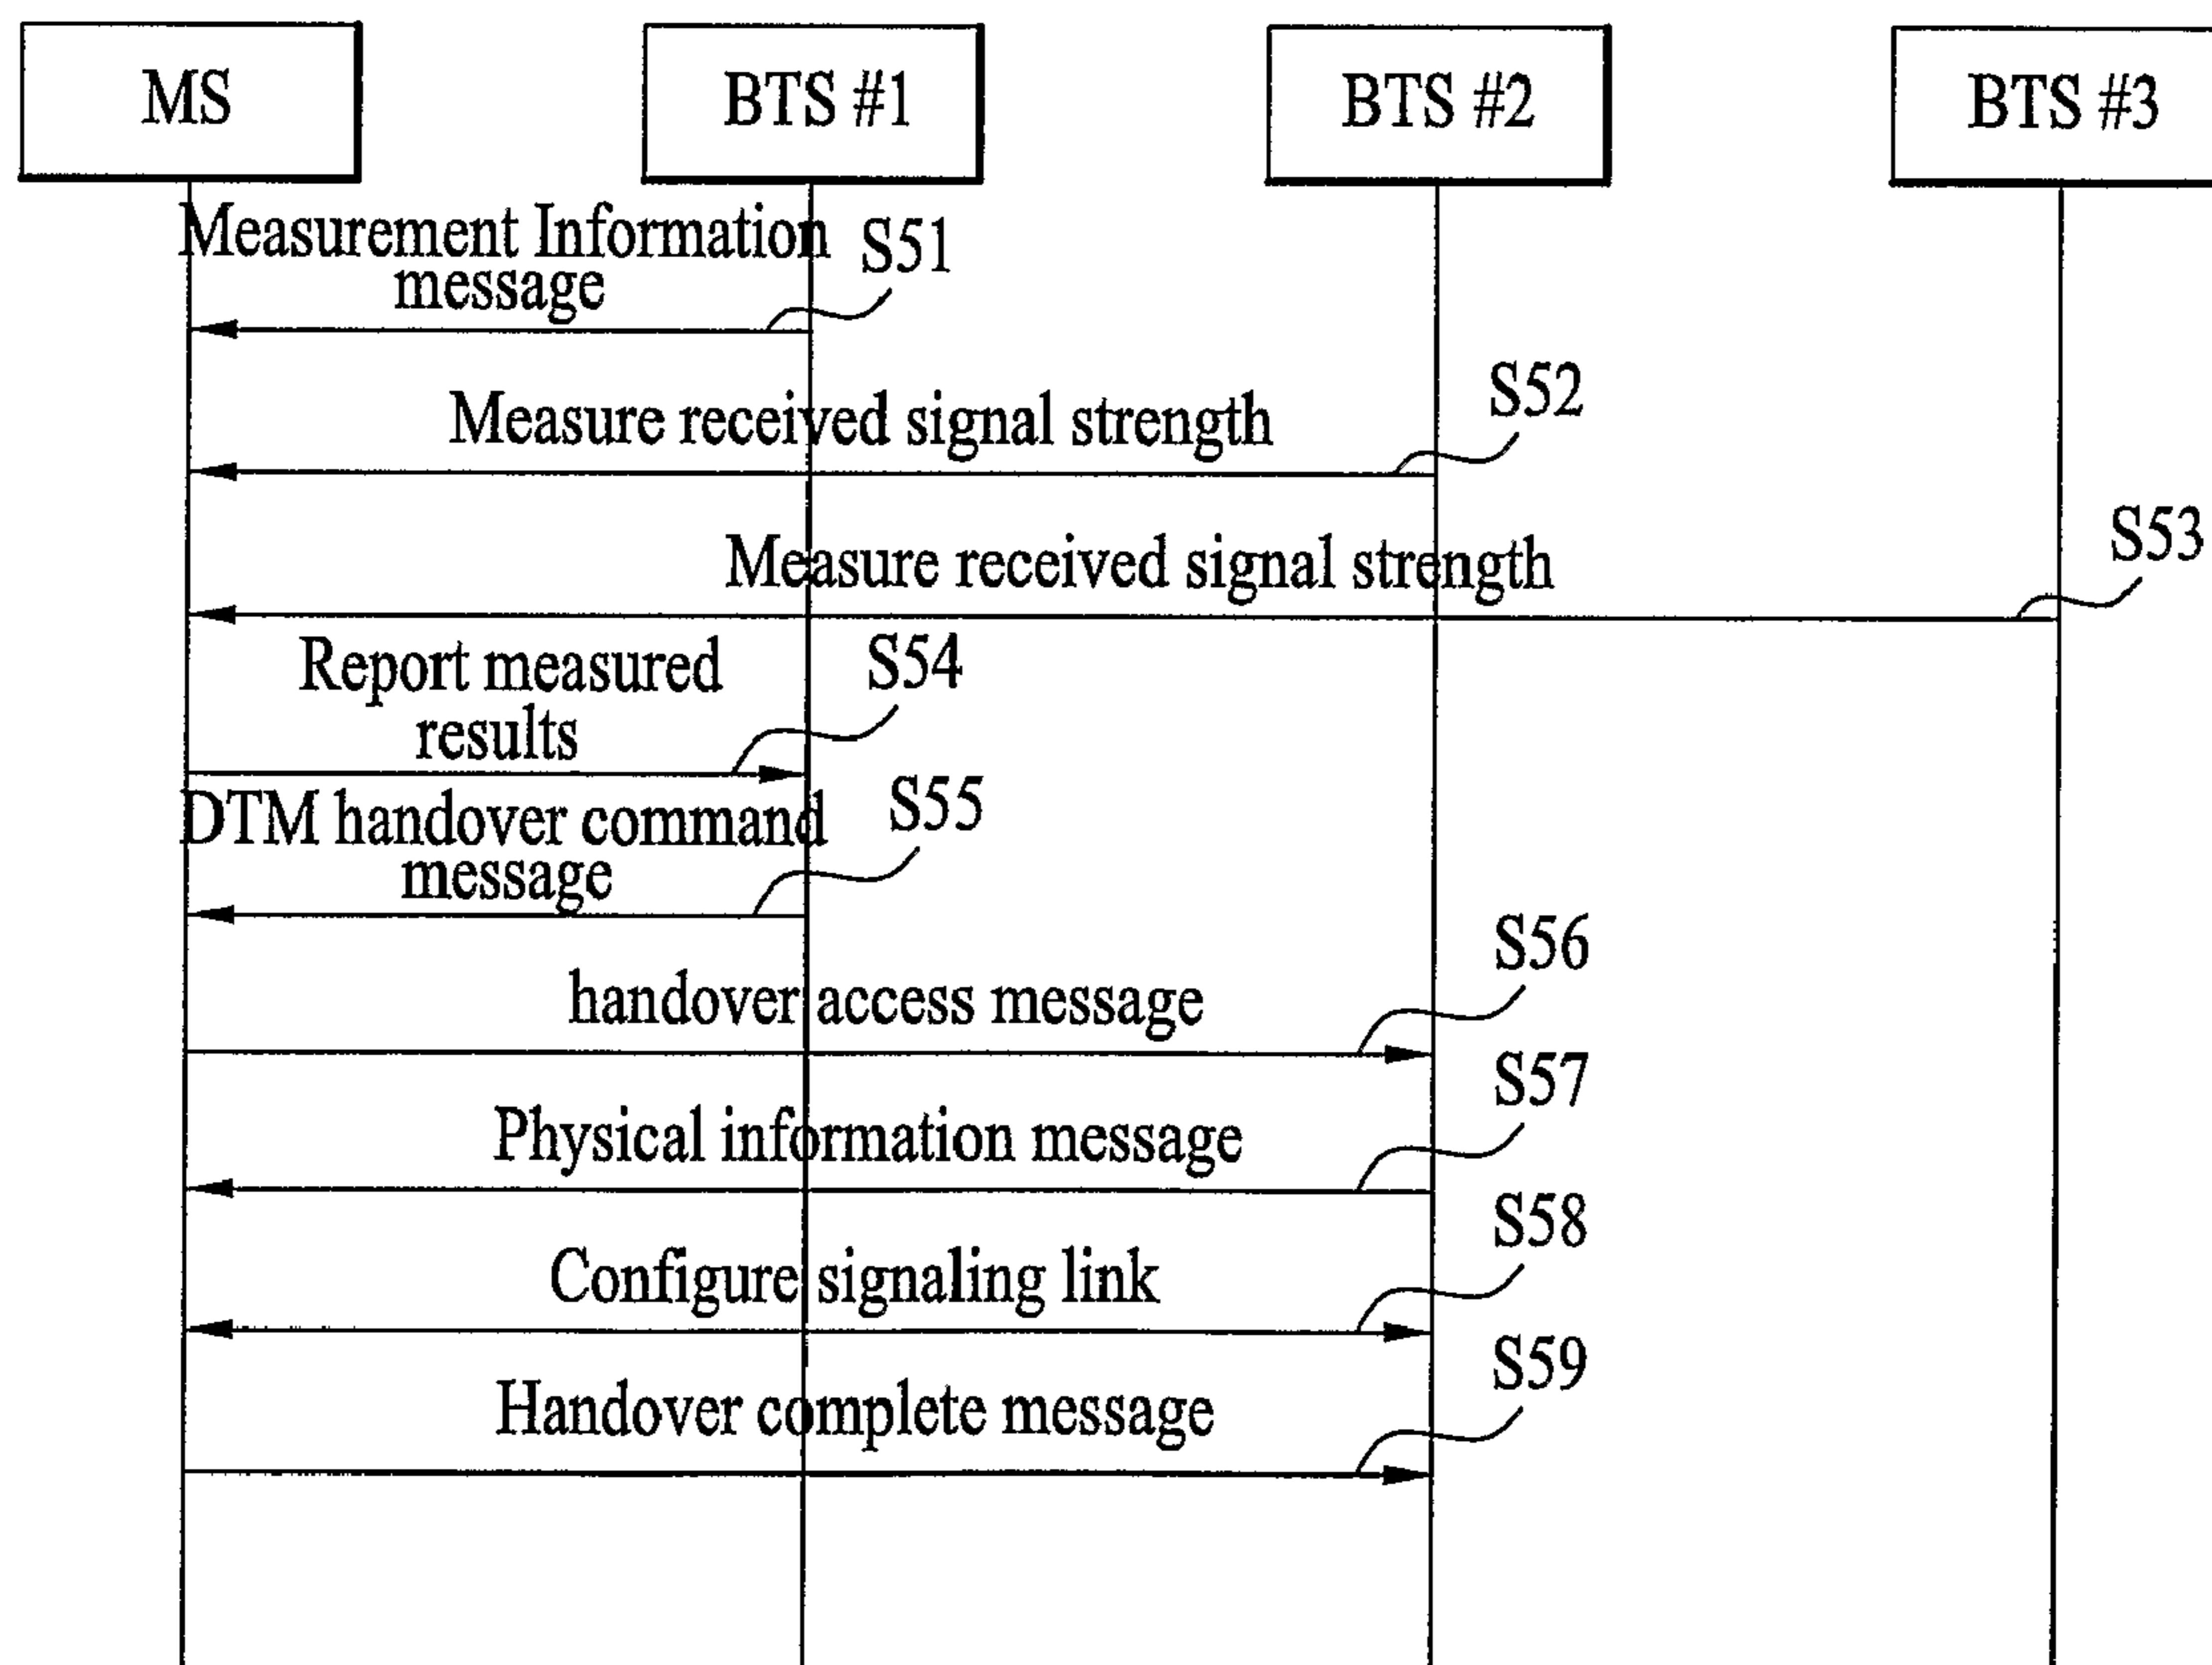 MS
BTS #1
BTS #2
BTS #3
Measurement Information
message
S51
Measure received signal strength
S52
Measure received signal strength
S53
Report measured
results
S54
DTM handover command
message
S55
handover access message
S56
Physical information message
S57
Configure signaling link
S58
Handover complete message
S59